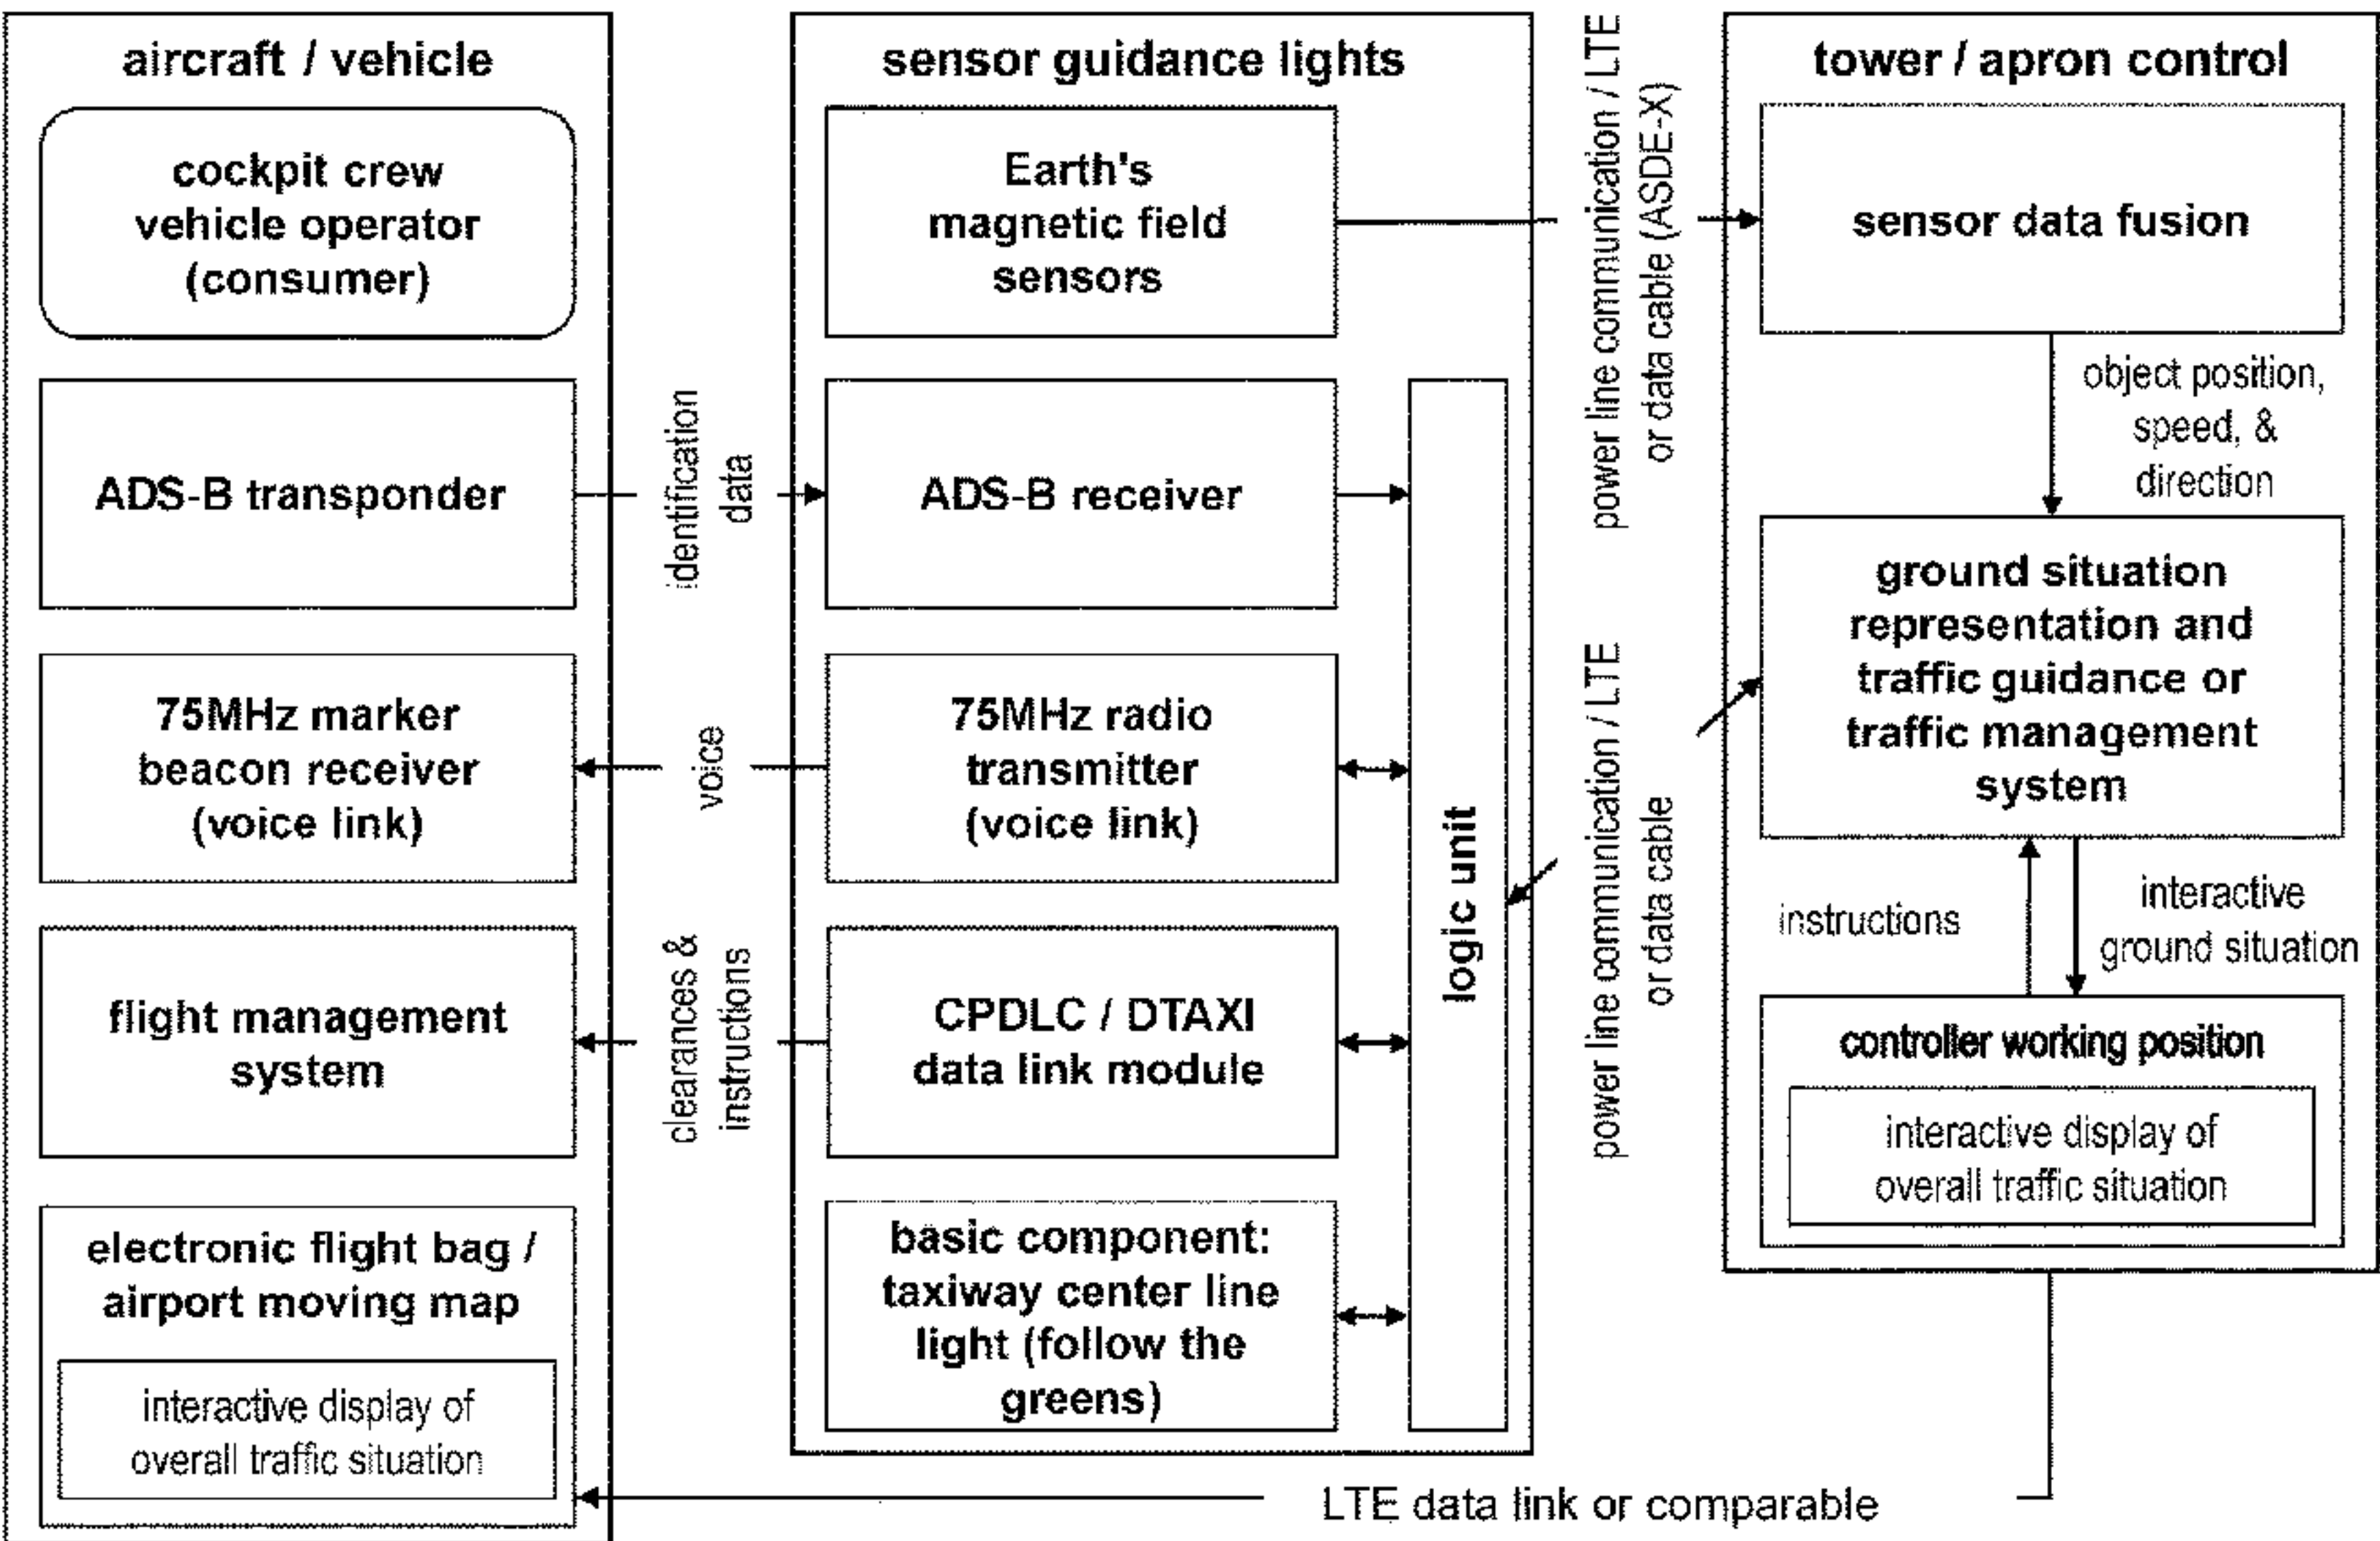 aircraft / vehicle
cockpit crew
vehicle operator
(consumer)
ADS-B transponder
75MHz marker
beacon receiver
(voice link)
flight management
system
electronic flight bag /
airport moving map
interactive display of
overall traffic situation
identification
data
voice
clearances &
instructions
sensor guidance lights
Earth's
magnetic field
sensors
ADS-B receiver
75MHz radio
transmitter
(voice link)
CPDLC / DTAXI
data link module
basic component:
taxiway center line
light (follow the
greens)
logic unit
power line communication / LTE
or data cable (ASDE-X)
power line communication / LTE
or data cable
tower / apron control
sensor data fusion
object position,
speed, &
direction
ground situation
representation and
traffic guidance or
traffic management
system
instructions
interactive
ground situation
controller working position
interactive display of
overall traffic situation
LTE data link or comparable